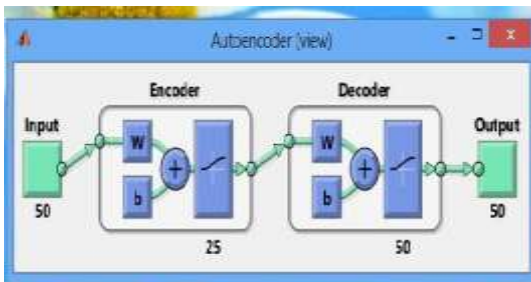 Autoencoder (view)
Encoder
Decoder
Input
Output
W
b
+
W
b
+
50
25
50
50